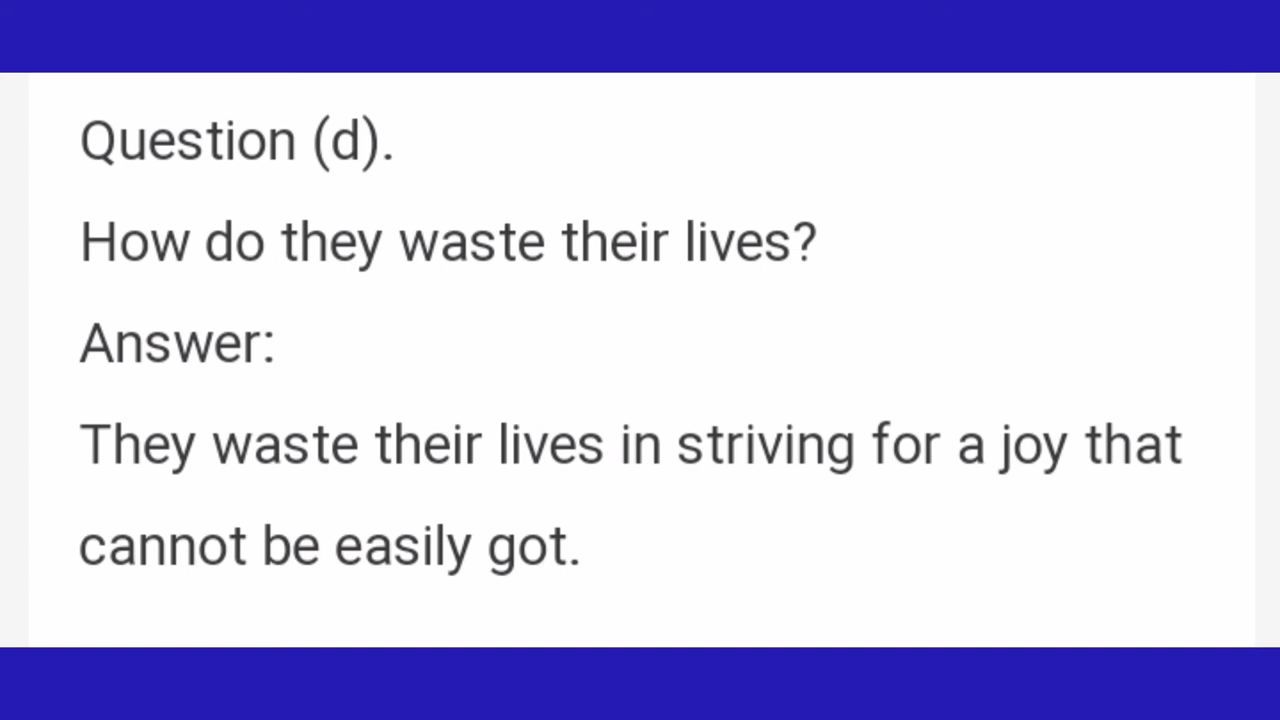 Question (d).
How do they waste their lives?
Answer:
They waste their lives in striving for a joy that
cannot be easily got.